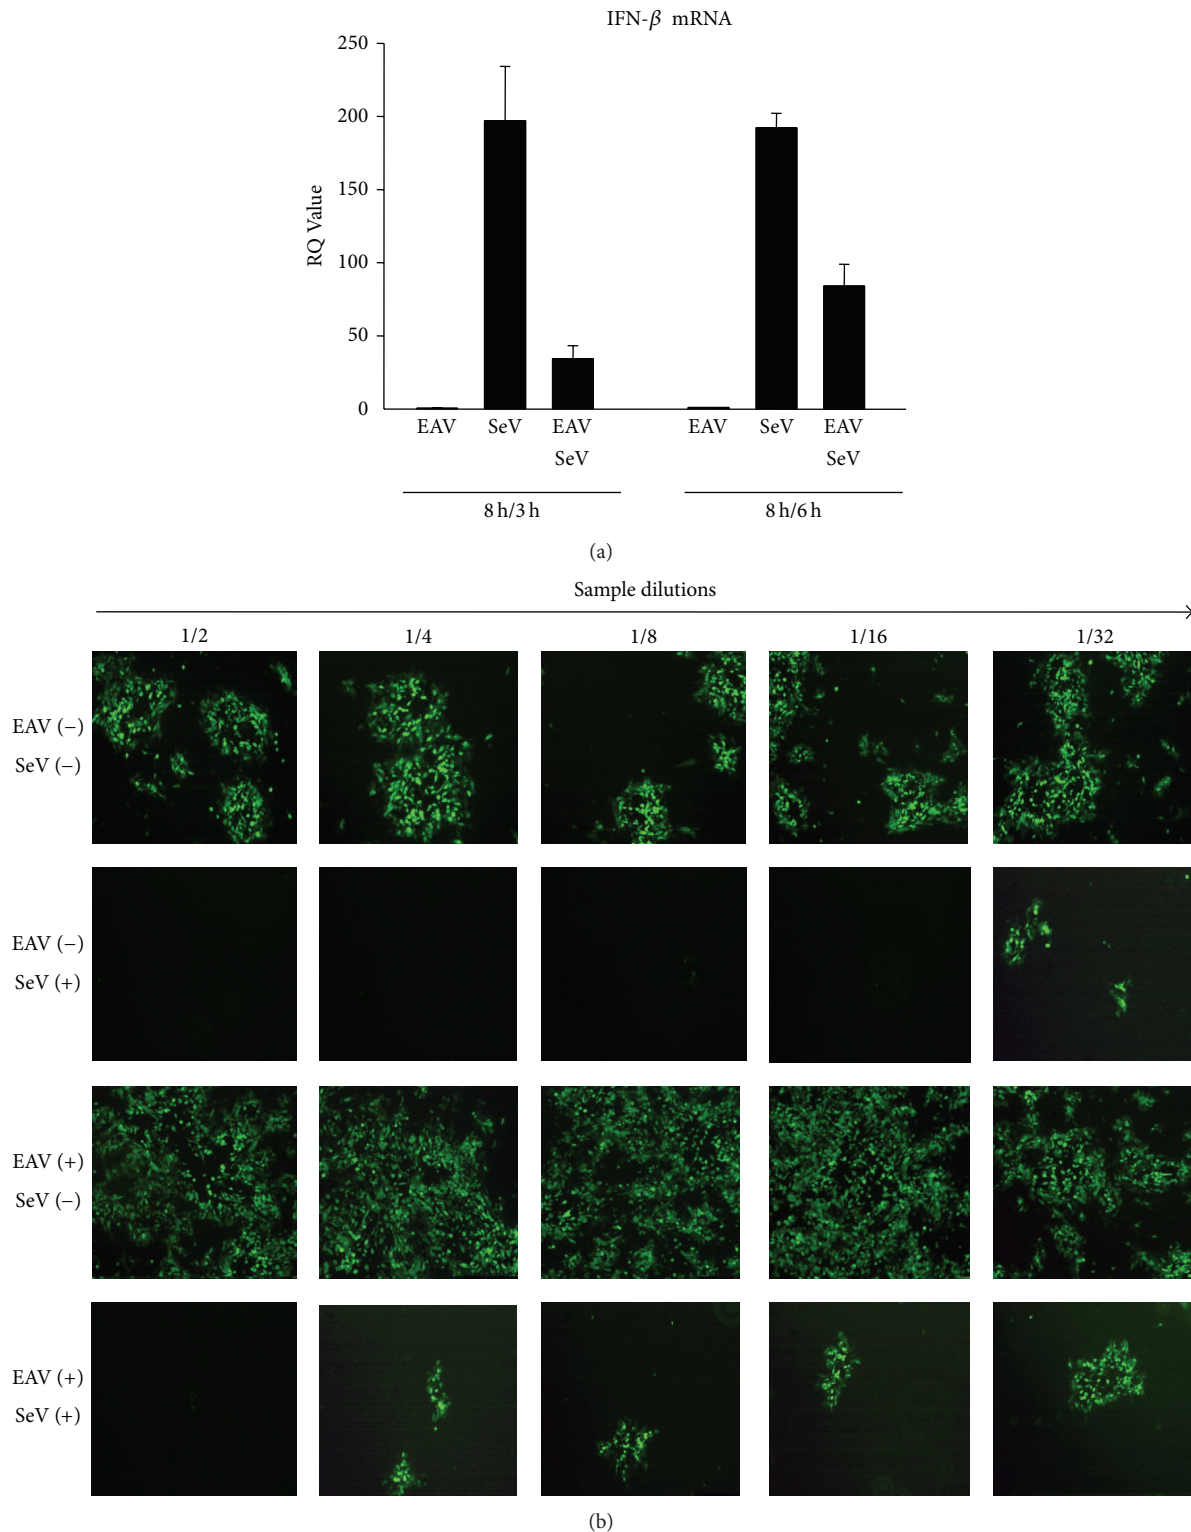 IFN-β mRNA
250
200
150
100
50
0
RQ Value
EAV SeV EAV EAV SeV EAV
SeV SeV
8 h/3 h 8 h/6 h
(a)
Sample dilutions
1/2 1/4 1/8 1/16 1/32
EAV (−)
SeV (−)
EAV (−)
SeV (+)
EAV (+)
SeV (−)
EAV (+)
SeV (+)
(b)